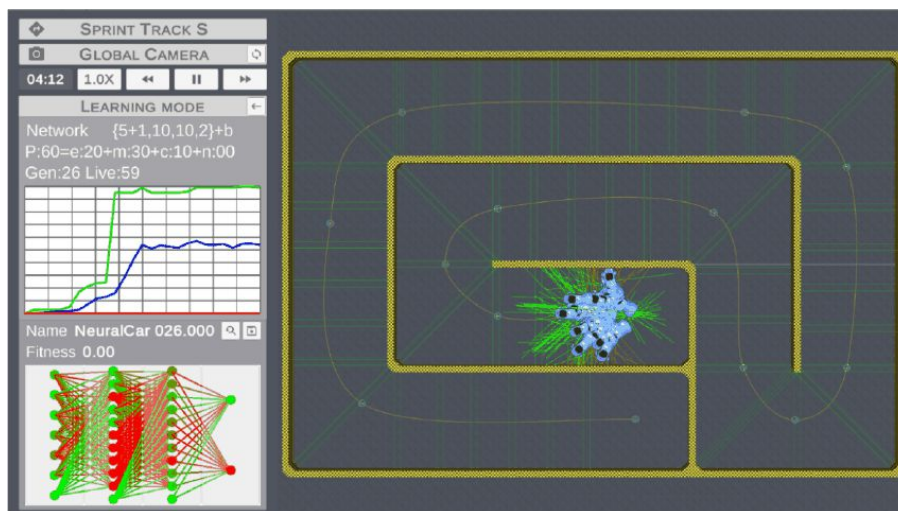 SPRINT TRACK S
GLOBAL CAMERA
04:12 1.0X
LEARNING MODE
Network {5+1,10,10,2}+b
P:60=e:20+m:30+c:10+n:00
Gen:26 Live:59
Name NeuralCar 026.000
Fitness 0.00